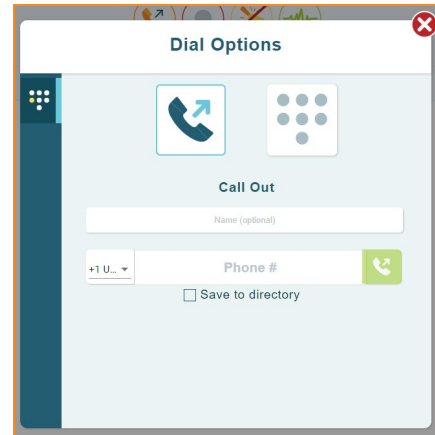 Dial Options
Call Out
Name (optional)
+1 U...
Phone #
Save to directory